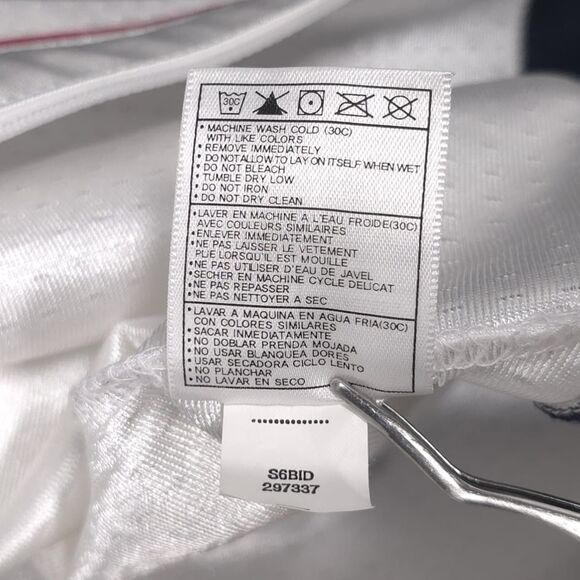 30C
• MACHINE WASH COLD (30C)
WITH LIKE COLORS
• REMOVE IMMEDIATELY
• DO NOT ALLOW TO LAY ON ITSELF WHEN WET
• DO NOT BLEACH
• TUMBLE DRY LOW
• DO NOT IRON
• DO NOT DRY CLEAN
•LAVER EN MACHINE A L'EAU FROIDE(30C)
AVEC COULEURS SIMILAIRES
•ENLEVER IMMEDIATEMENT
•NE PAS LAISSER LE VETEMENT
PLIE LORSQU'IL EST MOUILLE
•NE PAS UTILISER D'EAU DE JAVEL
•SECHER EN MACHINE CYCLE DELICAT
•NE PAS REPASSER
•NE PAS NETTOYER A SEC
•LAVAR A MAQUINA EN AGUA FRIA(30C)
CON COLORES SIMILARES
•SACAR INMEDIATAMENTE
•NO DOBLAR PRENDA MOJADA
•NO USAR BLANQUEA DORES
•USAR SECADORA CICLO LENTO
•NO PLANCHAR
•NO LAVAR EN SECO
S6BID
297337